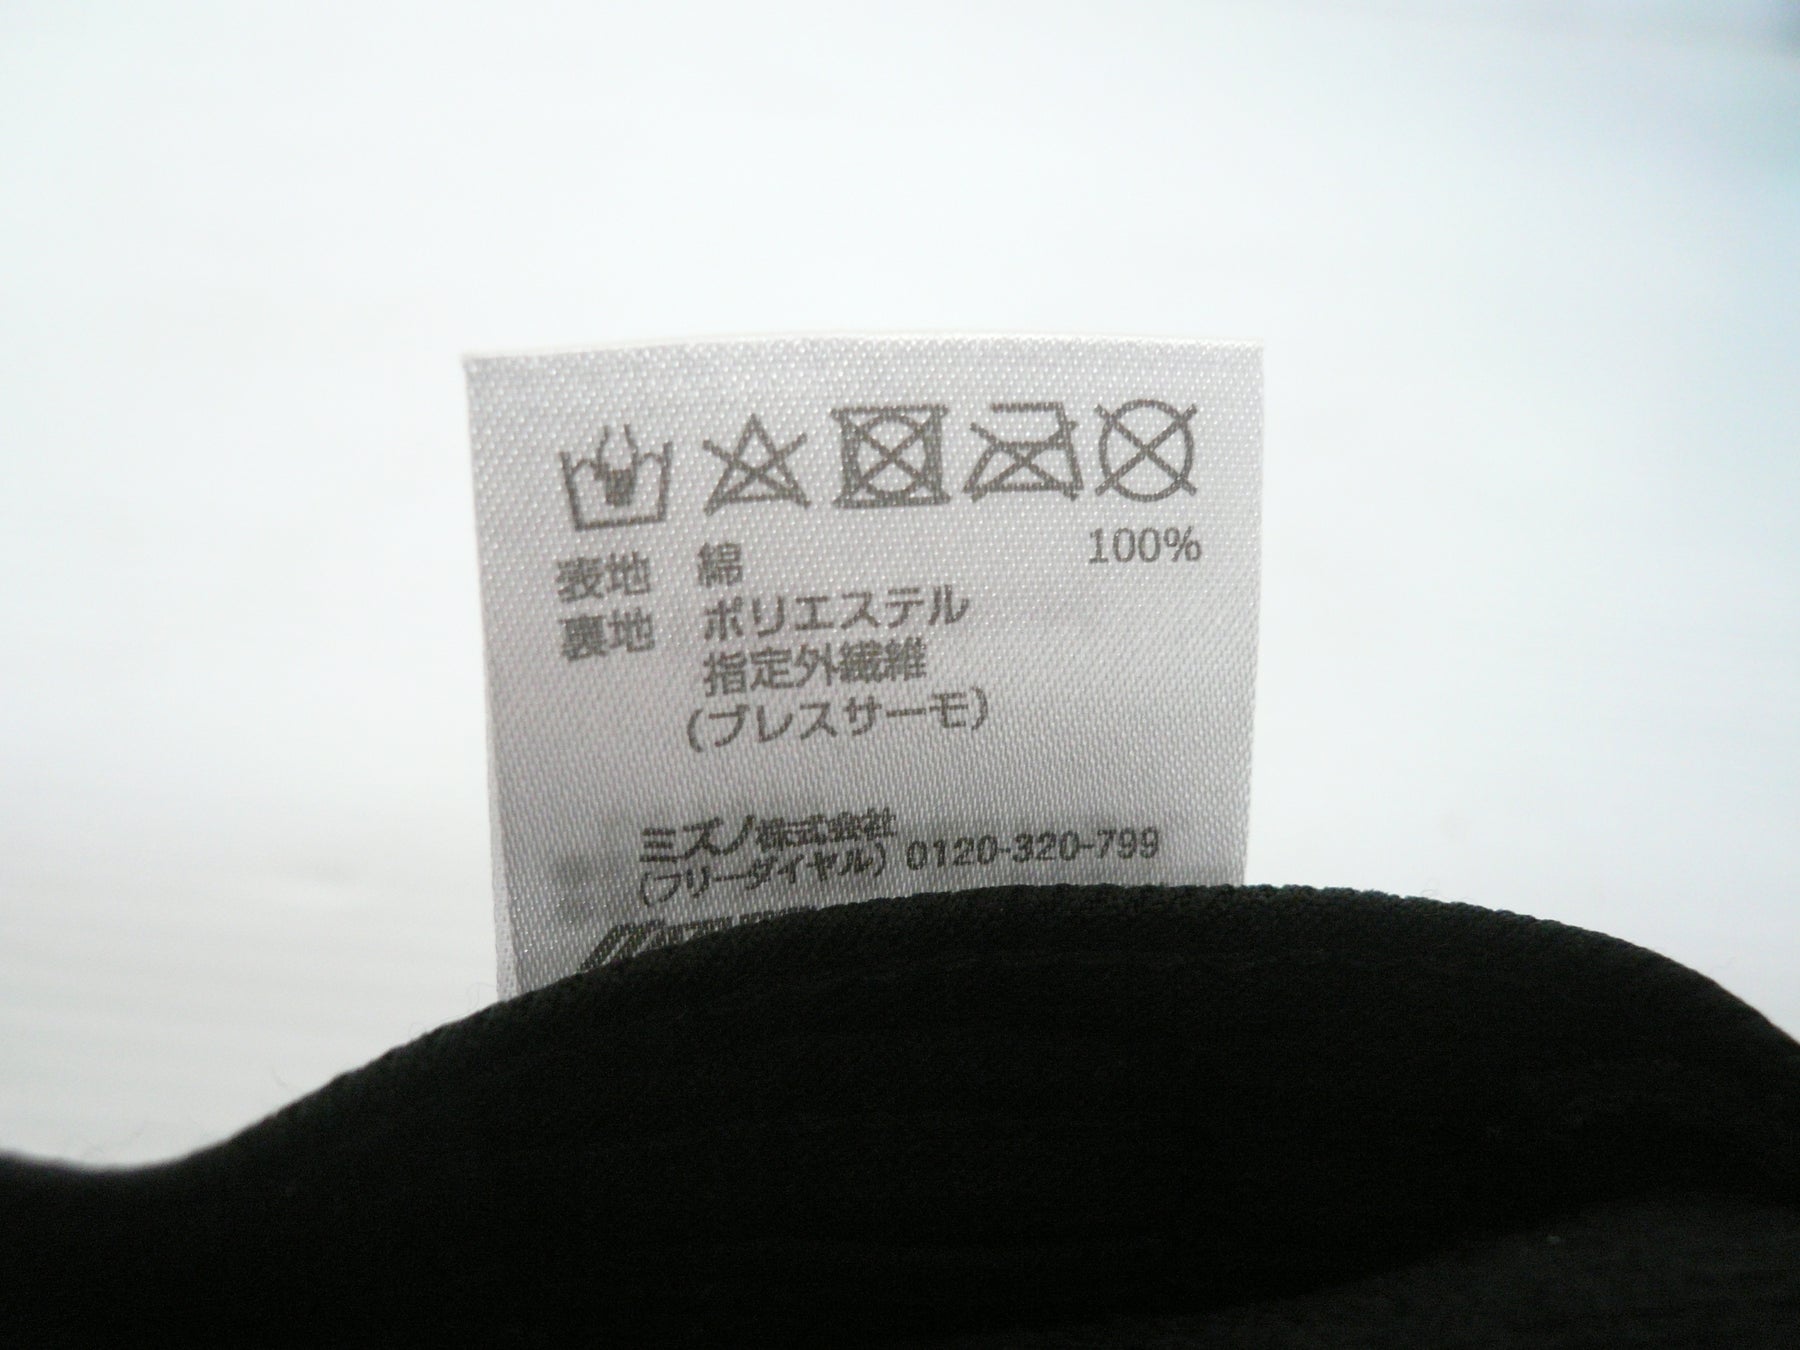 表地 綿 100%
裏地 ポリエステル
指定外繊維
(ブレスサーモ)
ミズノ株式会社
(フリーダイヤル) 0120-320-799